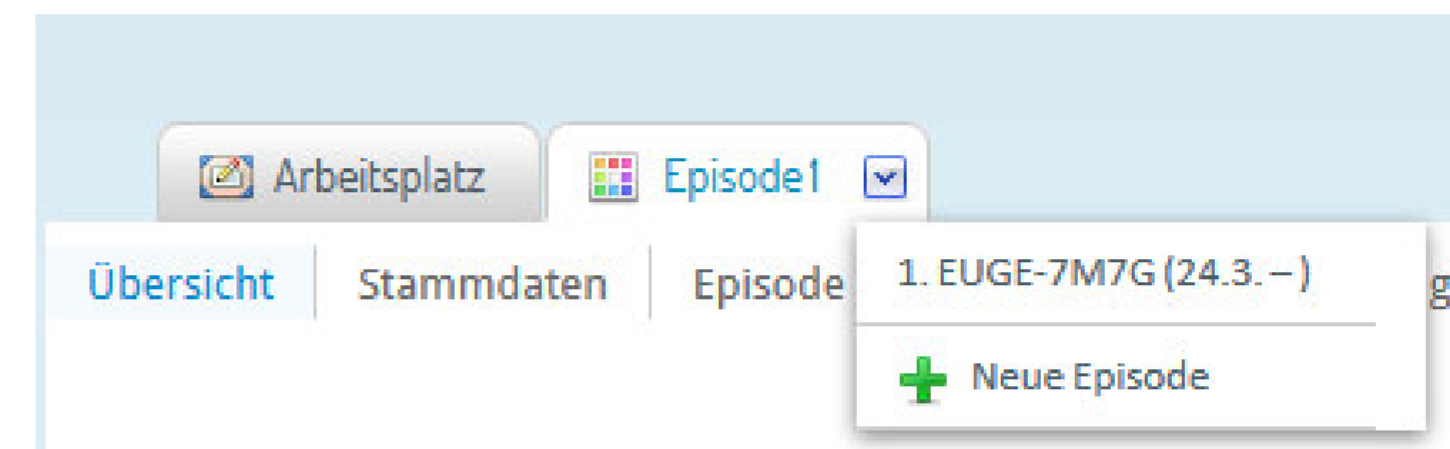 Arbeitsplatz Episode1
Übersicht Stammdaten Episode g
1. EUGE-7M7G (24.3. – )
Neue Episode